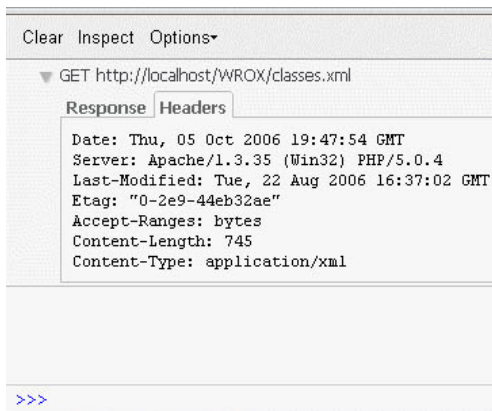 Clear Inspect Options
GET http://localhost/WROX/classes.xml
Response Headers
Date: Thu, 05 Oct 2006 19:47:54 GMT
Server: Apache/1.3.35 (Win32) PHP/5.0.4
Last-Modified: Tue, 22 Aug 2006 16:37:02 GMT
Etag: "0-2e9-44eb32ae"
Accept-Ranges: bytes
Content-Length: 745
Content-Type: application/xml
>>>